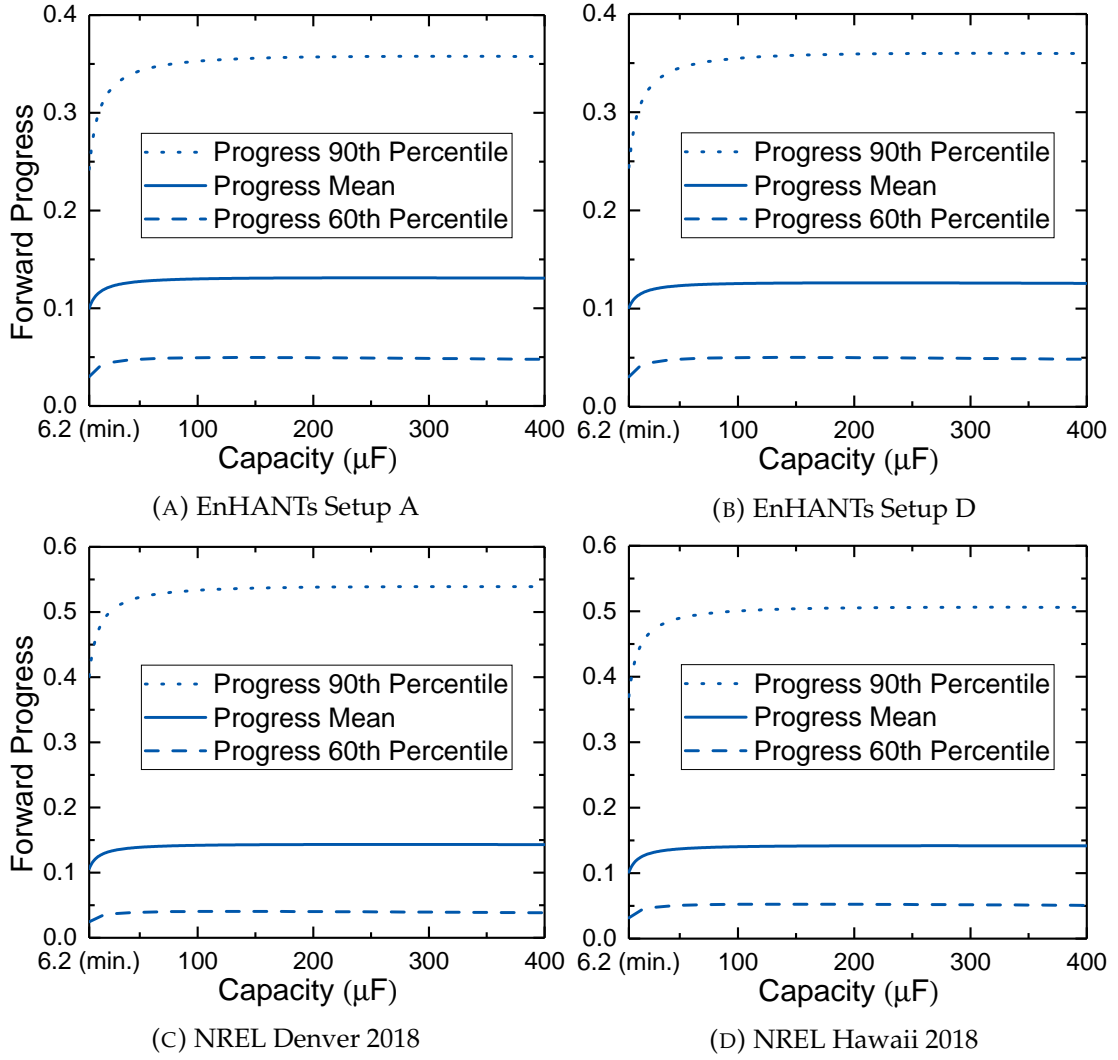 0.4
0.3
0.2
0.1
0.0
Forward Progress
Progress 90th Percentile
Progress Mean
Progress 60th Percentile
6.2 (min.) 100 200 300 400
Capacity (μF)
(A) EnHANTs Setup A
0.4
0.3
0.2
0.1
0.0
Progress 90th Percentile
Progress Mean
Progress 60th Percentile
6.2 (min.) 100 200 300 400
Capacity (μF)
(B) EnHANTs Setup D
0.6
0.5
0.4
0.3
0.2
0.1
0.0
Forward Progress
Progress 90th Percentile
Progress Mean
Progress 60th Percentile
6.2 (min.) 100 200 300 400
Capacity (μF)
(C) NREL Denver 2018
0.6
0.5
0.4
0.3
0.2
0.1
0.0
Progress 90th Percentile
Progress Mean
Progress 60th Percentile
6.2 (min.) 100 200 300 400
Capacity (μF)
(D) NREL Hawaii 2018